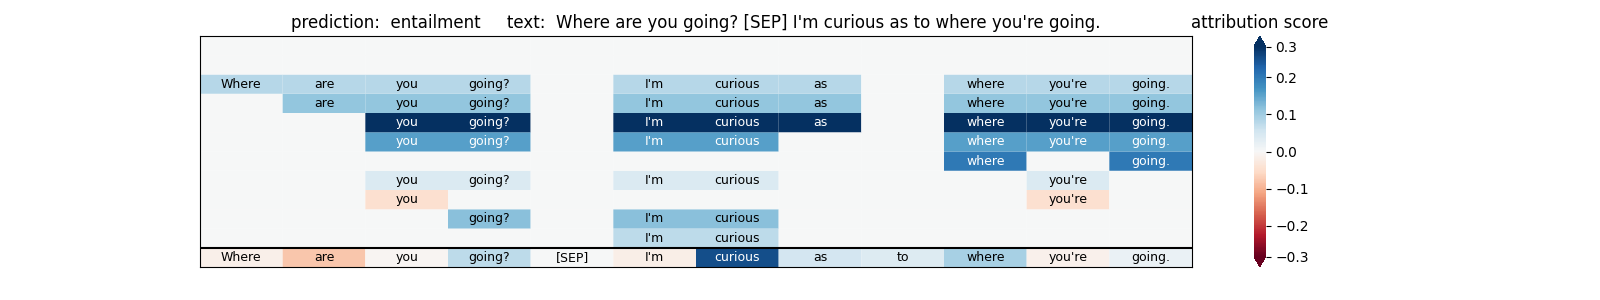 prediction:  entailment     text:  Where are you going? [SEP] I'm curious as to where you're going.
attribution score
Where are you going? I'm curious as where you're going.
are you going? I'm curious as where you're going.
you going? I'm curious as where you're going.
you going? I'm curious where you're going.
where going.
you going? I'm curious you're
you you're
going? I'm curious
I'm curious
Where are you going? [SEP] I'm curious as to where you're going.
0.3
0.2
0.1
0.0
−0.1
−0.2
−0.3